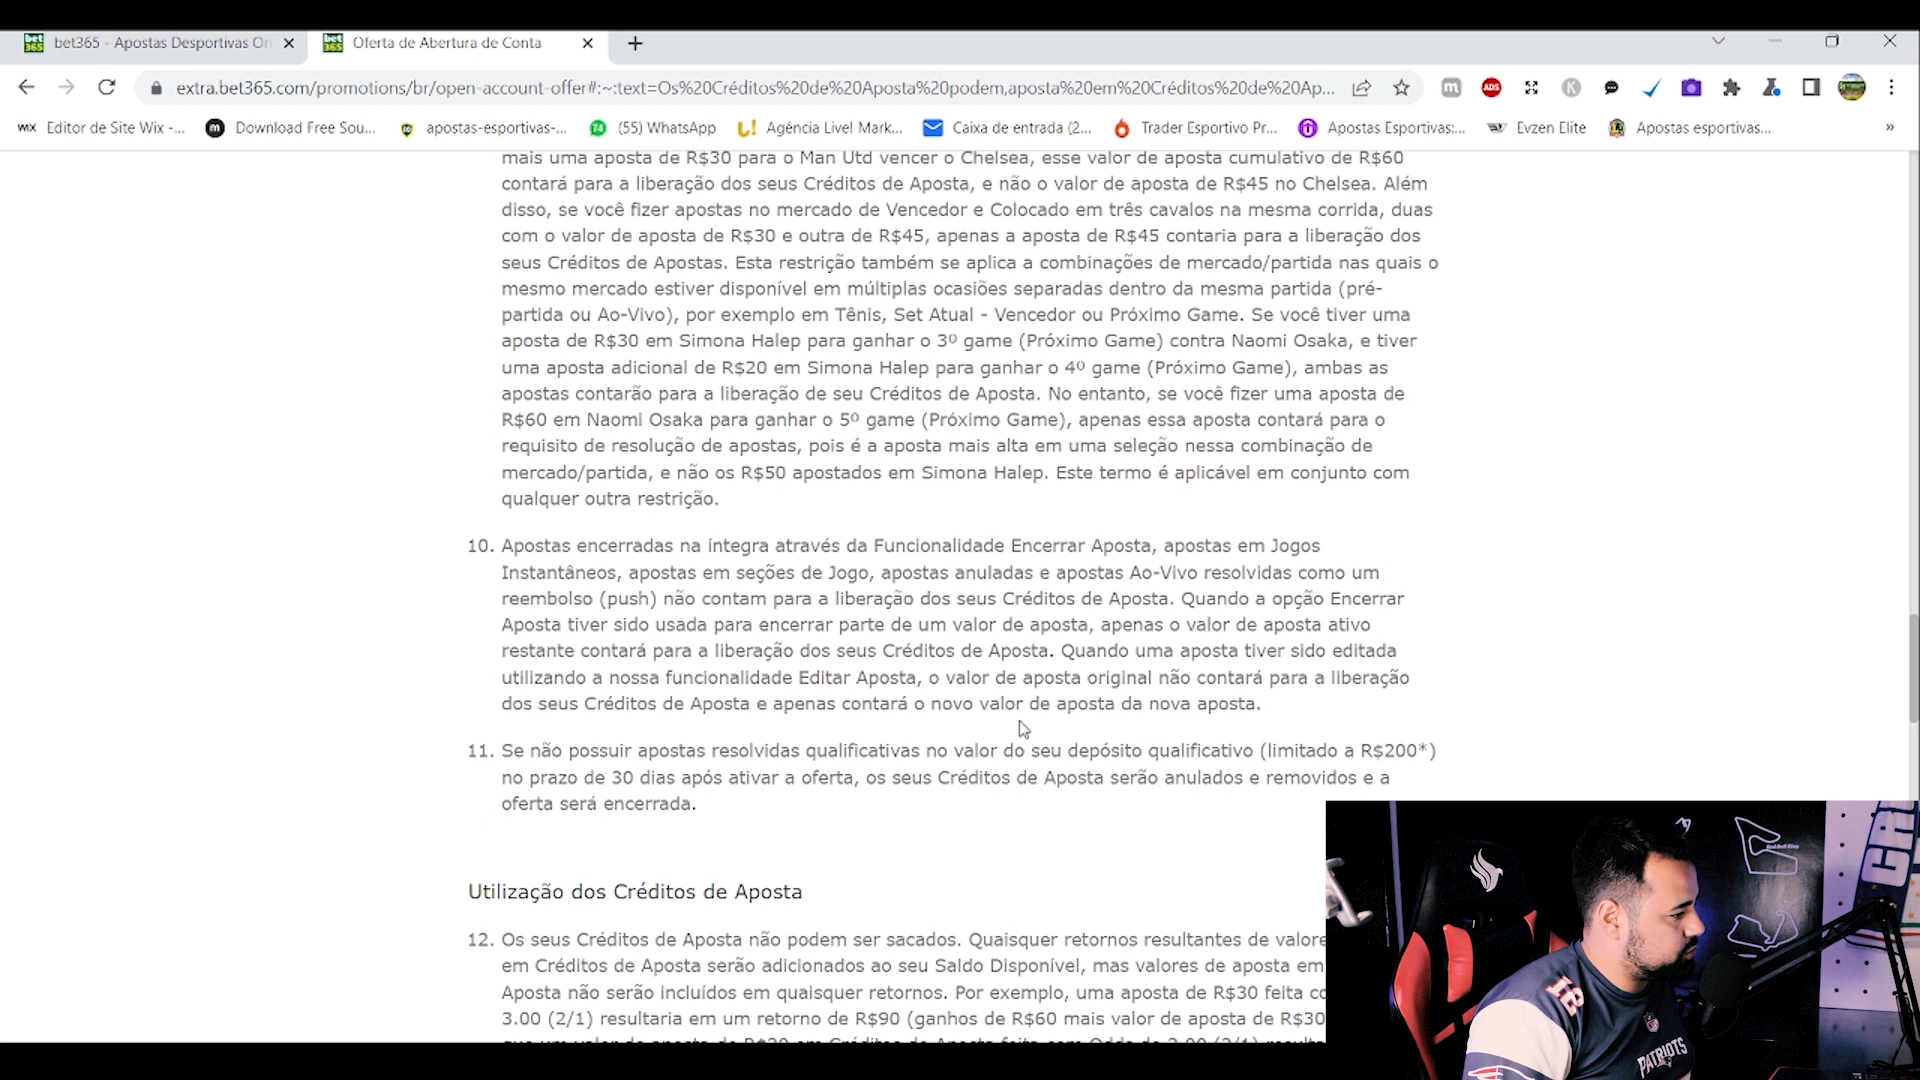 bet365 - Apostas Desportivas On
Oferta de Abertura de Conta
extra.bet365.com/promotions/br/open-account-offer#:~:text=Os%20Créditos%20de%20Aposta%20podem,aposta%20em%20Créditos%20de%20Ap...
Editor de Site Wix -...
Download Free Sou...
apostas-esportivas-...
(55) WhatsApp
Agência Live! Mark...
Caixa de entrada (2...
Trader Esportivo Pr...
Apostas Esportivas:...
Evzen Elite
Apostas esportivas...
mais uma aposta de R$30 para o Man Utd vencer o Chelsea, esse valor de aposta cumulativo de R$60
contará para a liberação dos seus Créditos de Aposta, e não o valor de aposta de R$45 no Chelsea. Além
disso, se você fizer apostas no mercado de Vencedor e Colocado em três cavalos na mesma corrida, duas
com o valor de aposta de R$30 e outra de R$45, apenas a aposta de R$45 contaria para a liberação dos
seus Créditos de Apostas. Esta restrição também se aplica a combinações de mercado/partida nas quais o
mesmo mercado estiver disponível em múltiplas ocasiões separadas dentro da mesma partida (pré-
partida ou Ao-Vivo), por exemplo em Tênis, Set Atual - Vencedor ou Próximo Game. Se você tiver uma
aposta de R$30 em Simona Halep para ganhar o 3º game (Próximo Game) contra Naomi Osaka, e tiver
uma aposta adicional de R$20 em Simona Halep para ganhar o 4º game (Próximo Game), ambas as
apostas contarão para a liberação de seu Créditos de Aposta. No entanto, se você fizer uma aposta de
R$60 em Naomi Osaka para ganhar o 5º game (Próximo Game), apenas essa aposta contará para o
requisito de resolução de apostas, pois é a aposta mais alta em uma seleção nessa combinação de
mercado/partida, e não os R$50 apostados em Simona Halep. Este termo é aplicável em conjunto com
qualquer outra restrição.
10. Apostas encerradas na íntegra através da Funcionalidade Encerrar Aposta, apostas em Jogos
Instantâneos, apostas em seções de Jogo, apostas anuladas e apostas Ao-Vivo resolvidas como um
reembolso (push) não contam para a liberação dos seus Créditos de Aposta. Quando a opção Encerrar
Aposta tiver sido usada para encerrar parte de um valor de aposta, apenas o valor de aposta ativo
restante contará para a liberação dos seus Créditos de Aposta. Quando uma aposta tiver sido editada
utilizando a nossa funcionalidade Editar Aposta, o valor de aposta original não contará para a liberação
dos seus Créditos de Aposta e apenas contará o novo valor de aposta da nova aposta.
11. Se não possuir apostas resolvidas qualificativas no valor do seu depósito qualificativo (limitado a R$200*)
no prazo de 30 dias após ativar a oferta, os seus Créditos de Aposta serão anulados e removidos e a
oferta será encerrada.
Utilização dos Créditos de Aposta
12. Os seus Créditos de Aposta não podem ser sacados. Quaisquer retornos resultantes de valore
em Créditos de Aposta serão adicionados ao seu Saldo Disponível, mas valores de aposta em
Aposta não serão incluídos em quaisquer retornos. Por exemplo, uma aposta de R$30 feita co
3.00 (2/1) resultaria em um retorno de R$90 (ganhos de R$60 mais valor de aposta de R$30
12
PATRIOTS